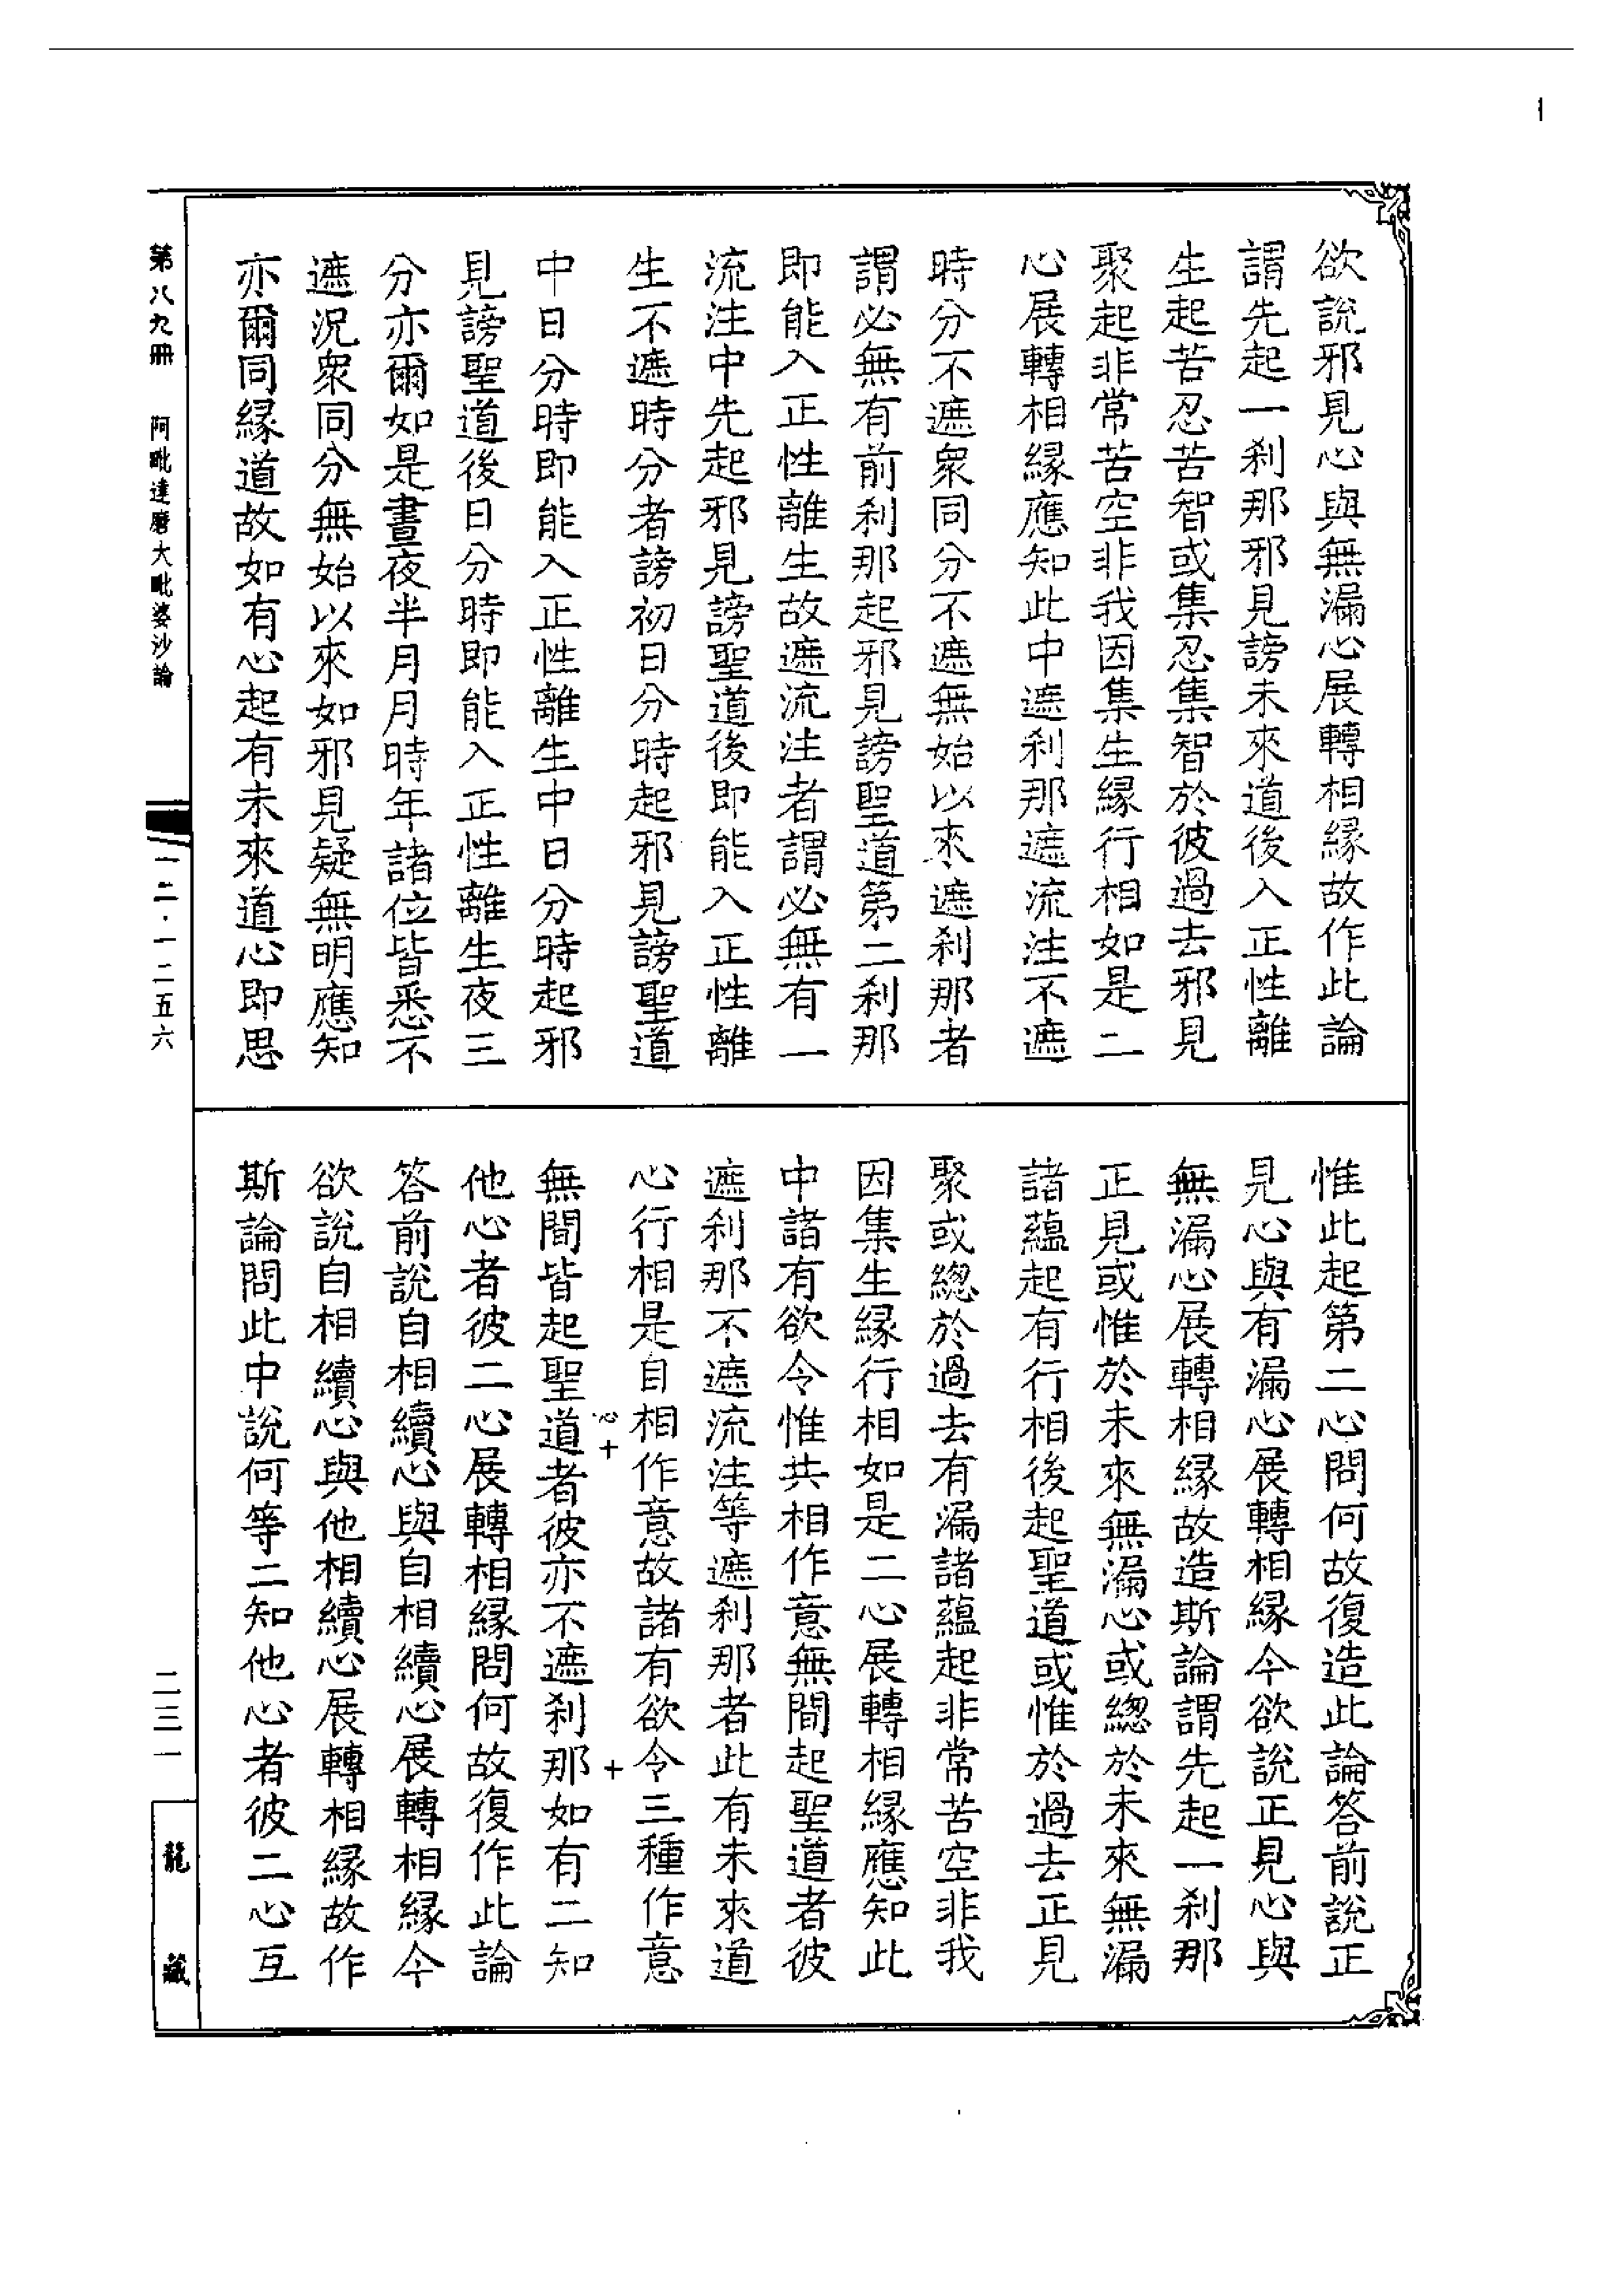 欲說邪見心與無漏心展轉相緣故作此論
謂先起一刹那邪見謗未來道後入正性離
生起苦忍苦智或集忍集智於彼過去邪見
聚起非常苦空非我因集生緣行相如是二
心展轉相緣應知此中遮刹那遮流注不遮
時分不遮衆同分不遮無始以來遮刹那者
謂必無有前刹那起邪見謗聖道第二刹那
即能入正性離生故遮流注者謂必無有一
流注中先起邪見謗聖道後即能入正性離
生不遮時分者謗初日分時起邪見謗聖道
中日分時即能入正性離生中日分時起邪
見謗聖道後日分時即能入正性離生夜三
分亦爾如是晝夜半月月時年諸位皆悉不
遮況衆同分無始以來如邪見疑無明應知
亦爾同緣道故如有心起有未來道心即思
惟此起第二心問何故復造此論答前說正
見心與有漏心展轉相緣今欲說正見心與
無漏心展轉相緣故造斯論謂先起一刹那
正見或惟於未來無漏心或總於未來無漏
諸蘊起有行相後起聖道或惟於過去正見
聚或總於過去有漏諸蘊起非常苦空非我
因集生緣行相如是二心展轉相緣應知此
中諸有欲令惟共相作意無間起聖道者彼
遮刹那不遮流注等遮刹那者此有未來道
心行相是自相作意故諸有欲令三種作意
無間皆起聖道者彼亦不遮刹那如有二知
心+
+
他心者彼二心展轉相緣問何故復作此論
答前說自相續心與自相續心展轉相緣今
欲說自相續心與他相續心展轉相緣故作
斯論問此中說何等二知他心者彼二心互
第八九冊 阿毗達磨大毗婆沙論
一二·一二五六
二三一
龍藏